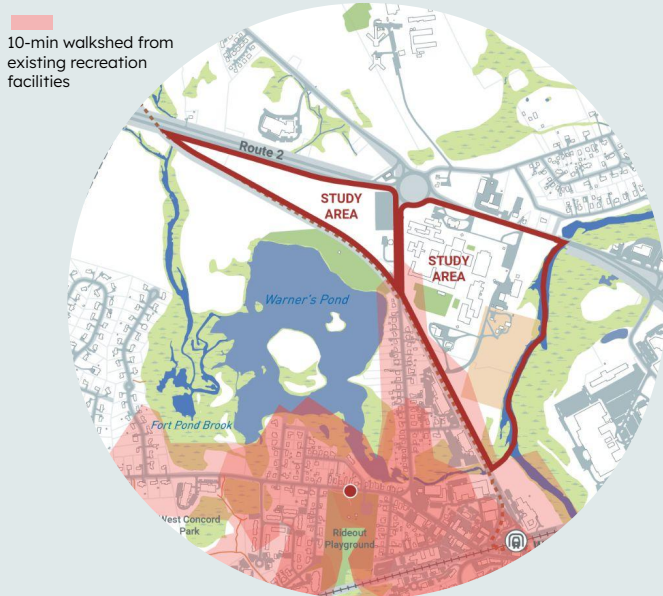 10-min walkshed from
existing recreation
facilities
Route 2
STUDY
AREA
STUDY
AREA
Warner's Pond
Fort Pond Brook
West Concord
Park
Rideout
Playground